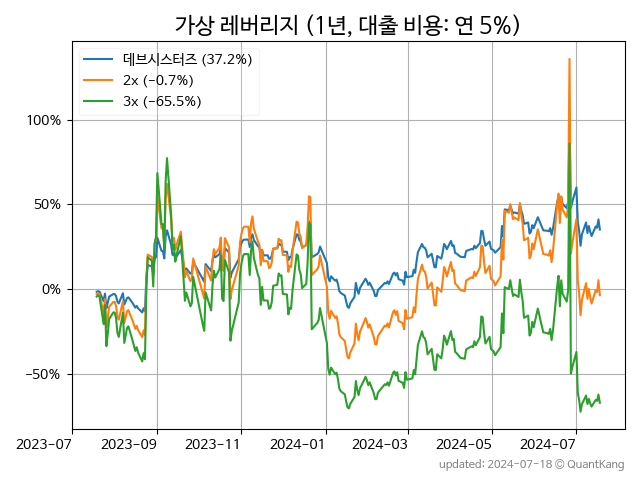 가상 레버리지 (1년, 대출 비용: 연 5%)
데브시스터즈 (37.2%)
2x (−0.7%)
3x (−65.5%)
100%
50%
0%
−50%
2023-07 2023-09 2023-11 2024-01 2024-03 2024-05 2024-07
updated: 2024-07-18 ⓒ QuantKang